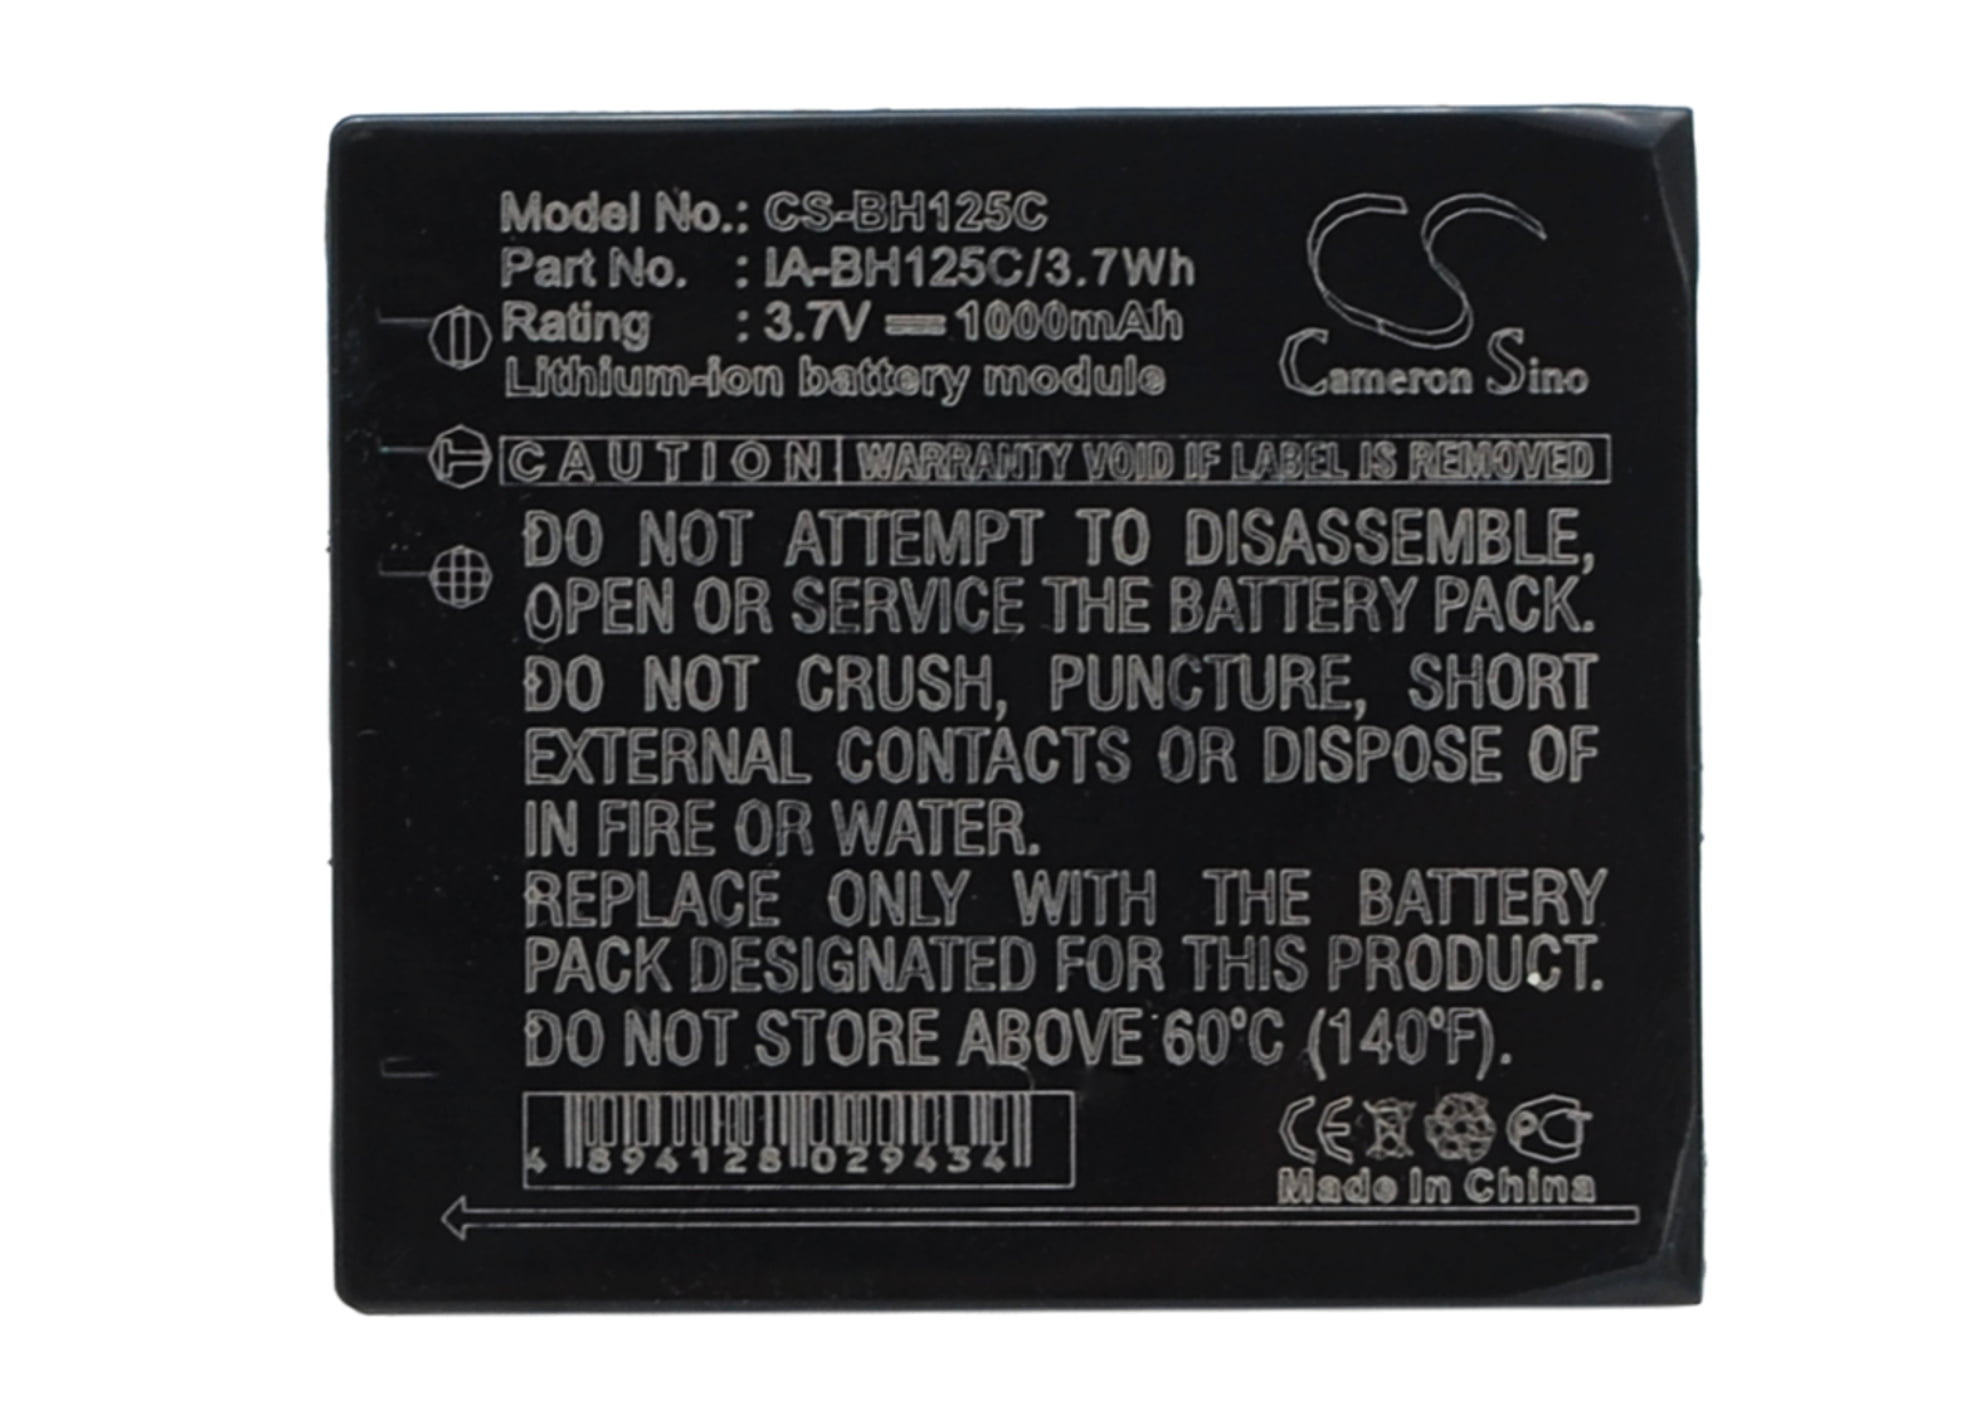 Model No.: CS-BH125C
Part No. : IA-BH125C/3.7Wh
Rating : 3.7V 1000mAh
Lithium-ion battery module
CS
Cameron Sino
CAUTION WARRANTY VOID IF LABEL IS REMOVED
DO NOT ATTEMPT TO DISASSEMBLE,
OPEN OR SERVICE THE BATTERY PACK.
DO NOT CRUSH, PUNCTURE, SHORT
EXTERNAL CONTACTS OR DISPOSE OF
IN FIRE OR WATER.
REPLACE ONLY WITH THE BATTERY
PACK DESIGNATED FOR THIS PRODUCT.
DO NOT STORE ABOVE 60°C (140°F).
4 894128 029434
CE PCT
Made In China